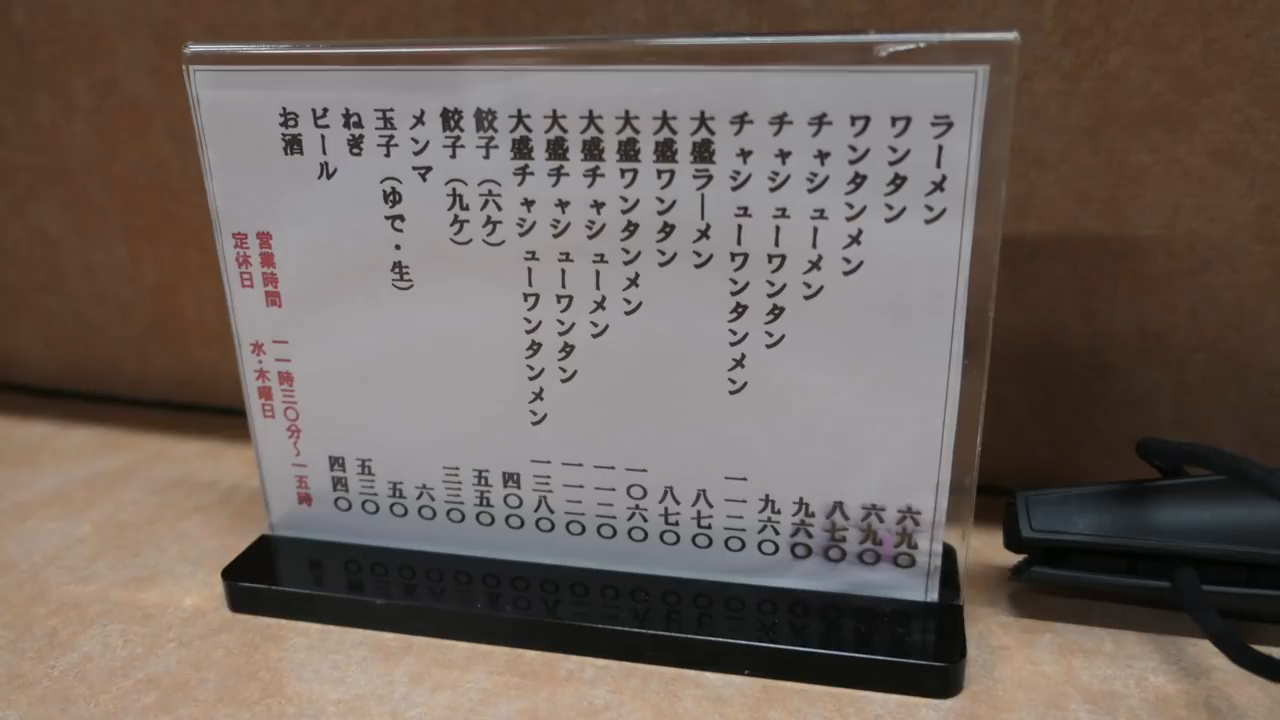 ラーメン 六九〇
ワンタン 六九〇
ワンタンメン 八七〇
チャシューメン 九六〇
チャシューワンタン 九六〇
チャシューワンタンメン 一一二〇
大盛ラーメン 八七〇
大盛ワンタン 八七〇
大盛ワンタンメン 一〇六〇
大盛チャシューメン 一一二〇
大盛チャシューワンタン 一一二〇
大盛チャシューワンタンメン 一三八〇
餃子（六ケ） 四〇〇
餃子（九ケ） 五五〇
メンマ 三三〇
玉子（ゆで・生） 六〇
ねぎ 五〇
ビール 五三〇
お酒 四四〇
営業時間 一一時三〇分～一五時
定休日 水・木曜日